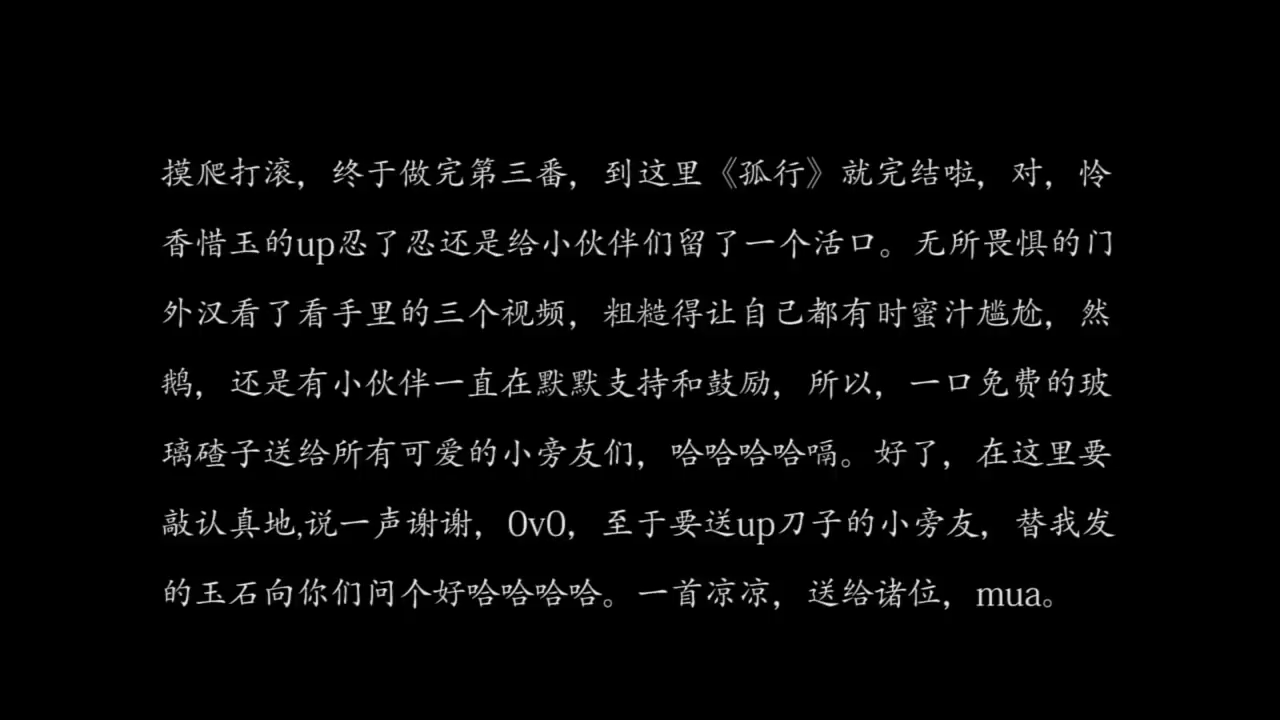 摸爬打滚，终于做完第三番，到这里《孤行》就完结啦，对，怜
香惜玉的up忍了忍还是给小伙伴们留了一个活口。无所畏惧的门
外汉看了看手里的三个视频，粗糙得让自己都有时蜜汁尴尬，然
鹅，还是有小伙伴一直在默默支持和鼓励，所以，一口免费的玻
璃碴子送给所有可爱的小旁友们，哈哈哈哈嗝。好了，在这里要
敲认真地,说一声谢谢，0v0，至于要送up刀子的小旁友，替我发
的玉石向你们问个好哈哈哈哈。一首凉凉，送给诸位，mua。